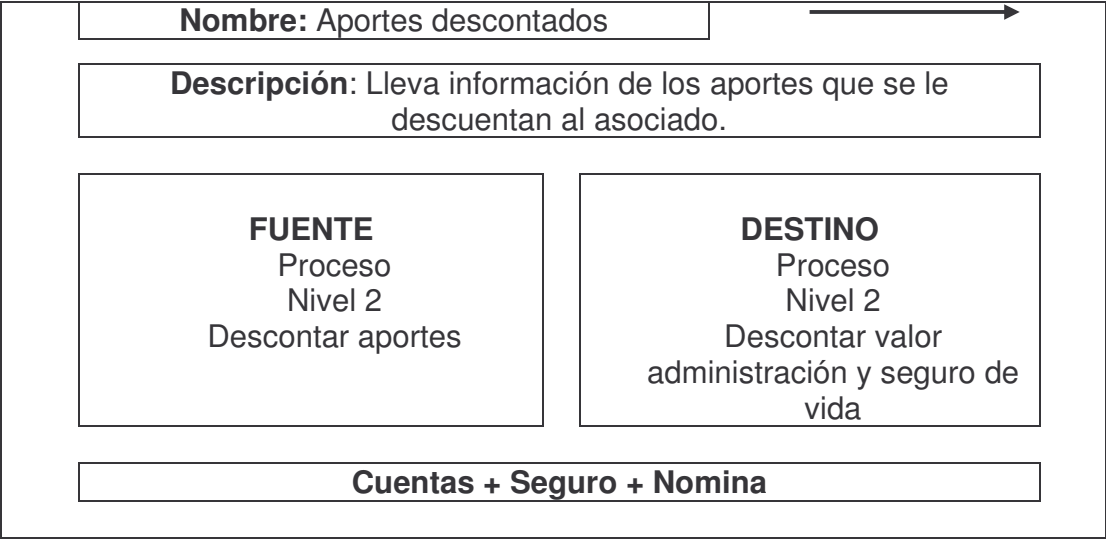 Nombre: Aportes descontados
Descripción: Lleva información de los aportes que se le
descuentan al asociado.
FUENTE
Proceso
Nivel 2
Descontar aportes
DESTINO
Proceso
Nivel 2
Descontar valor
administración y seguro de
vida
Cuentas + Seguro + Nomina